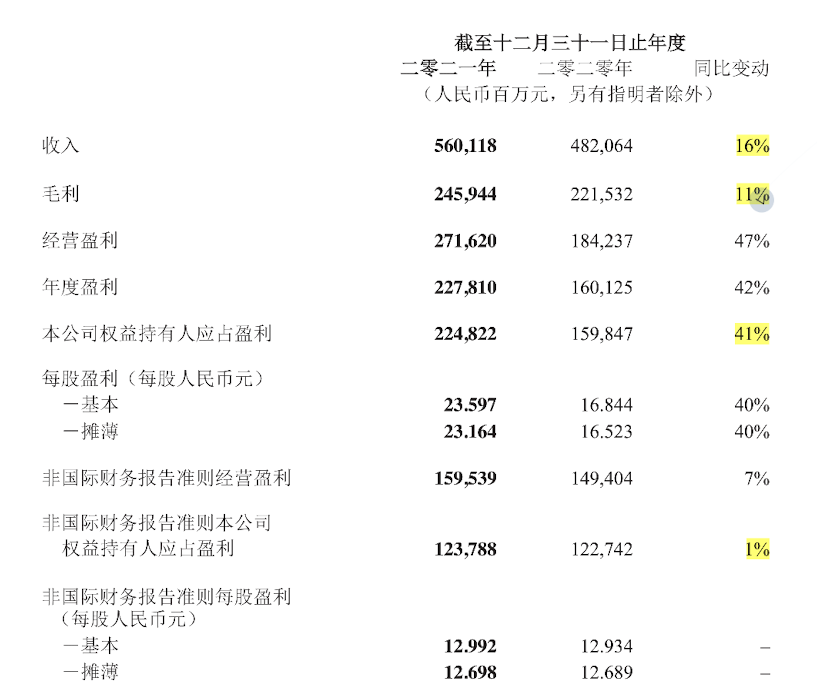 截至十二月三十一日止年度
二零二一年 二零二零年 同比变动
（人民币百万元，另有指明者除外）
收入 560,118 482,064 16%
毛利 245,944 221,532 11%
经营盈利 271,620 184,237 47%
年度盈利 227,810 160,125 42%
本公司权益持有人应占盈利 224,822 159,847 41%
每股盈利（每股人民币元）
－基本 23.597 16.844 40%
－摊薄 23.164 16.523 40%
非国际财务报告准则经营盈利 159,539 149,404 7%
非国际财务报告准则本公司
权益持有人应占盈利 123,788 122,742 1%
非国际财务报告准则每股盈利
（每股人民币元）
－基本 12.992 12.934 –
－摊薄 12.698 12.689 –